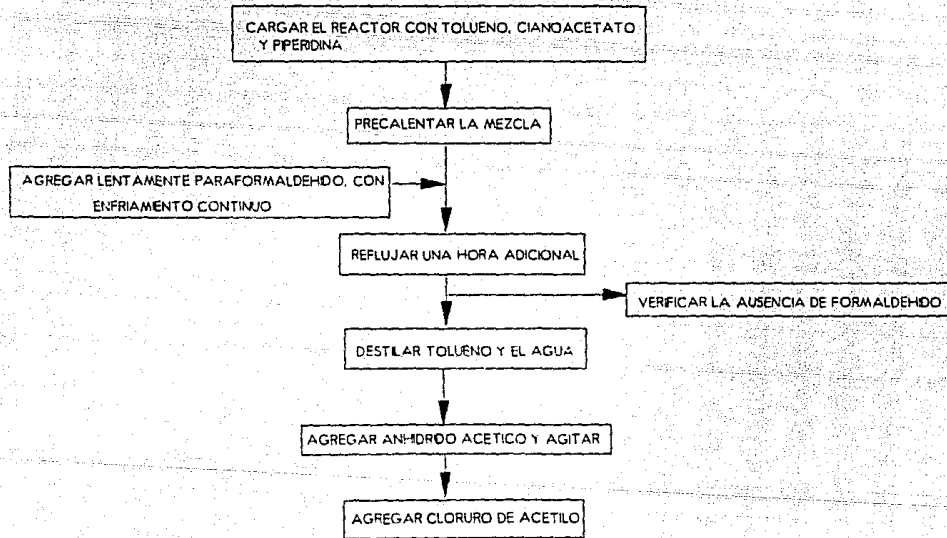 CARGAR EL REACTOR CON TOLUENO, CIANOACETATO
Y PIPERIDINA
PRECALENTAR LA MEZCLA
AGREGAR LENTAMENTE PARAFORMALDEHIDO, CON
ENFRIAMENTO CONTINUO
REFLUJAR UNA HORA ADICIONAL
VERIFICAR LA AUSENCIA DE FORMALDEHIDO
DESTILAR TOLUENO Y EL AGUA
AGREGAR ANHIDRDO ACETICO Y AGITAR
AGREGAR CLORURO DE ACETILO